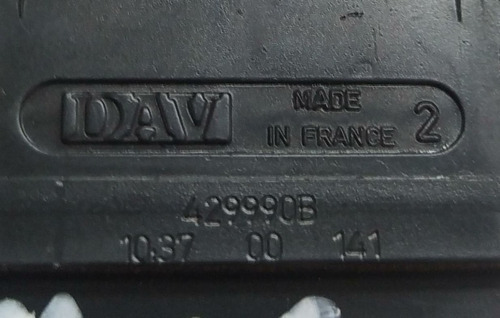 DAV MADE
IN FRANCE 2
429990B
10:37 00 141